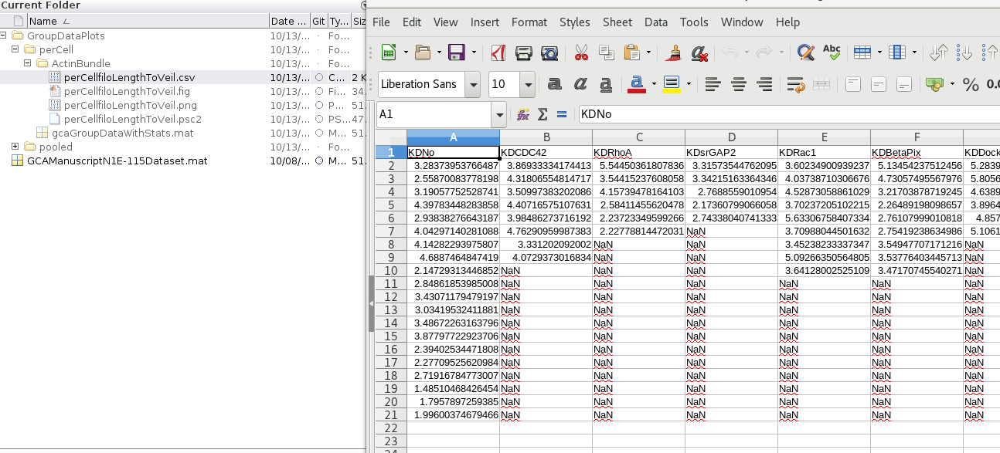 Current Folder
Name Date ... Git Ty... Siz
GroupDataPlots 10/13/... Fo...
perCell 10/13/... Fo...
ActinBundle 10/13/... Fo...
perCellfiloLengthToVeil.csv 10/13/... C... 2 K
perCellfiloLengthToVeil.fig 10/13/... Fi... 34.
perCellfiloLengthToVeil.png 10/13/... P... 51.
perCellfiloLengthToVeil.psc2 10/13/... PS... 47.
gcaGroupDataWithStats.mat 10/13/... M... 51.
pooled 10/13/... Fo...
GCAManuscriptN1E-115Dataset.mat 10/08/... M... 51.
File Edit View Insert Format Styles Sheet Data Tools Window Help
Abc
Liberation Sans 10 a a a a % 0.0
A1 Σ = KDNo
A B C D E F
1 KDNo KDCDC42 KDRhoA KDsrGAP2 KDRac1 KDBetaPix KDDock
2 3.28373953766487 3.86933334174413 5.54450361807836 3.31573544762095 3.60234900939237 5.13454237512456 5.2839
3 2.55870083778198 4.31806554814717 3.54415237608058 3.34215163364346 4.03738710306676 4.73057495567976 5.8056
4 3.19057752528741 3.50997383202086 4.15739478164103 2.7688559010954 4.52873058861029 3.21703878719245 4.6389
5 4.39783448283858 4.40716575107631 2.58411455620478 2.17360799066058 3.70237205102215 2.26489198098657 3.8964
6 2.93838276643187 3.98486273716192 2.23723349599266 2.74338040741333 5.63306758407334 2.76107999010818 4.857
7 4.04297140281088 4.76290959987383 2.22778814472031 NaN 3.70988044501632 2.75419238634986 5.1061
8 4.14282293975807 3.331202092002 NaN NaN 3.45238233337347 3.54947707171216 NaN
9 4.6887464847419 4.0729373016834 NaN NaN 5.09266350564805 3.53776403445713 NaN
10 2.14729313446852 NaN NaN NaN 3.64128002525109 3.47170745540271 NaN
11 2.84861853985008 NaN NaN NaN NaN NaN NaN
12 3.43071179479197 NaN NaN NaN NaN NaN NaN
13 3.03419532411881 NaN NaN NaN NaN NaN NaN
14 3.48672263163796 NaN NaN NaN NaN NaN NaN
15 3.87797722923706 NaN NaN NaN NaN NaN NaN
16 2.39402534471808 NaN NaN NaN NaN NaN NaN
17 2.27709525620984 NaN NaN NaN NaN NaN NaN
18 2.71916784773007 NaN NaN NaN NaN NaN NaN
19 1.48510468426454 NaN NaN NaN NaN NaN NaN
20 1.7957897259385 NaN NaN NaN NaN NaN NaN
21 1.99600374679466 NaN NaN NaN NaN NaN NaN
22
23